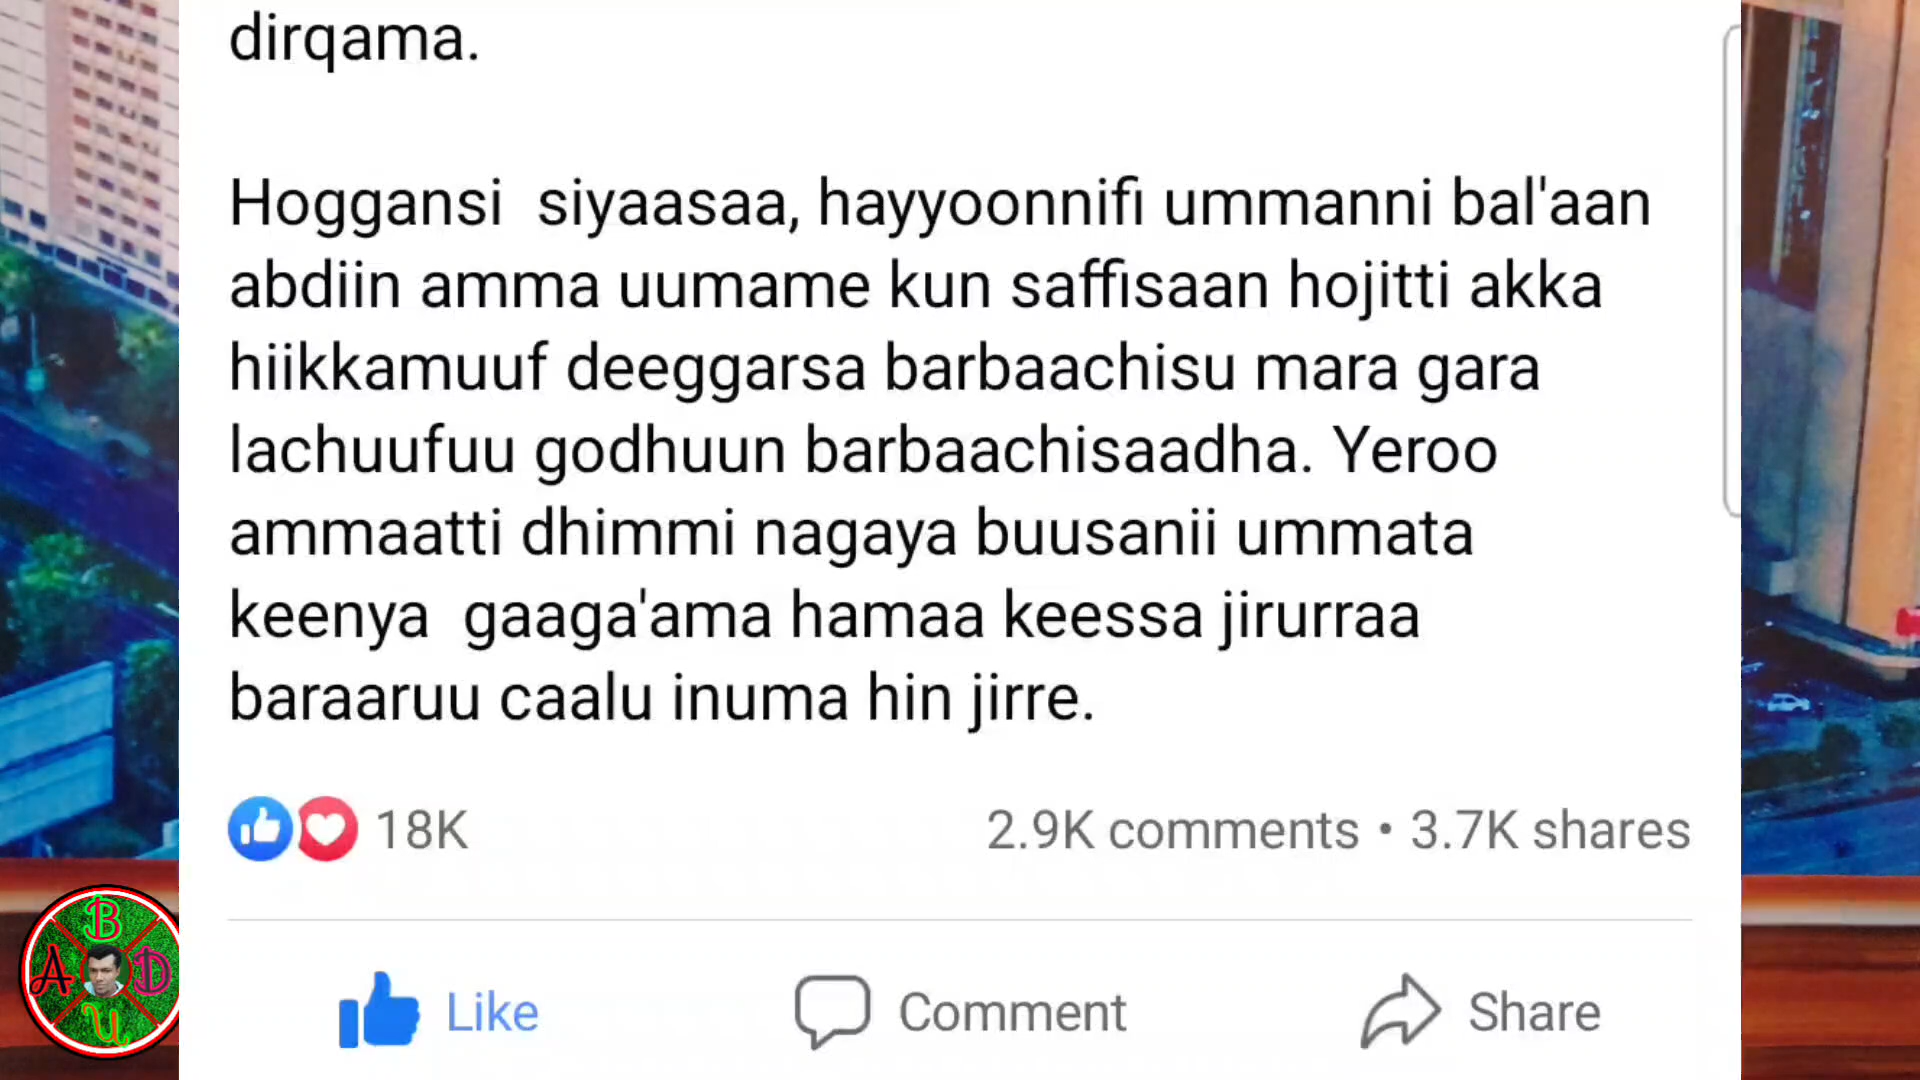 dirqama.
Hoggansi siyaasaa, hayyoonnifi ummanni bal'aan
abdiin amma uumame kun saffisaan hojitti akka
hiikkamuuf deeggarsa barbaachisu mara gara
lachuufuu godhuun barbaachisaadha. Yeroo
ammaatti dhimmi nagaya buusanii ummata
keenya gaaga'ama hamaa keessa jirurraa
baraaruu caalu inuma hin jirre.
18K
2.9K comments • 3.7K shares
Like
Comment
Share
A B D U